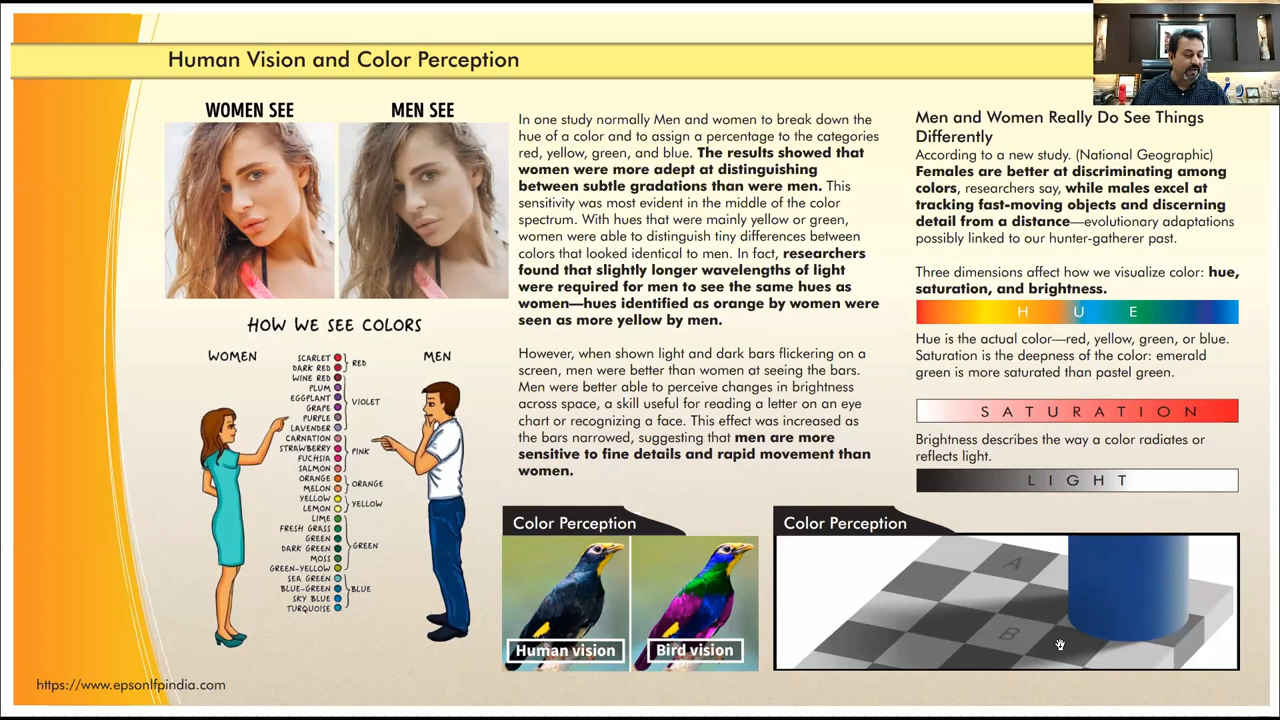 Human Vision and Color Perception
WOMEN SEE
MEN SEE
HOW WE SEE COLORS
WOMEN
MEN
SCARLET
DARK RED
WINE RED
PLUM
EGGPLANT
GRAPE
PURPLE
LAVENDER
CARNATION
STRAWBERRY
FUCHSIA
SALMON
ORANGE
MELON
YELLOW
LEMON
LIME
FRESH GRASS
GREEN
DARK GREEN
MOSS
GREEN-YELLOW
SEA GREEN
BLUE-GREEN
SKY BLUE
TURQUOISE
RED
VIOLET
PINK
ORANGE
YELLOW
GREEN
BLUE
In one study normally Men and women to break down the
hue of a color and to assign a percentage to the categories
red, yellow, green, and blue. The results showed that
women were more adept at distinguishing
between subtle gradations than were men. This
sensitivity was most evident in the middle of the color
spectrum. With hues that were mainly yellow or green,
women were able to distinguish tiny differences between
colors that looked identical to men. In fact, researchers
found that slightly longer wavelengths of light
were required for men to see the same hues as
women—hues identified as orange by women were
seen as more yellow by men.
However, when shown light and dark bars flickering on a
screen, men were better than women at seeing the bars.
Men were better able to perceive changes in brightness
across space, a skill useful for reading a letter on an eye
chart or recognizing a face. This effect was increased as
the bars narrowed, suggesting that men are more
sensitive to fine details and rapid movement than
women.
Color Perception
Human vision
Bird vision
Men and Women Really Do See Things
Differently
According to a new study. (National Geographic)
Females are better at discriminating among
colors, researchers say, while males excel at
tracking fast-moving objects and discerning
detail from a distance—evolutionary adaptations
possibly linked to our hunter-gatherer past.
Three dimensions affect how we visualize color: hue,
saturation, and brightness.
HUE
Hue is the actual color—red, yellow, green, or blue.
Saturation is the deepness of the color: emerald
green is more saturated than pastel green.
SATURATION
Brightness describes the way a color radiates or
reflects light.
LIGHT
Color Perception
A
B
https://www.epsonlfpindia.com